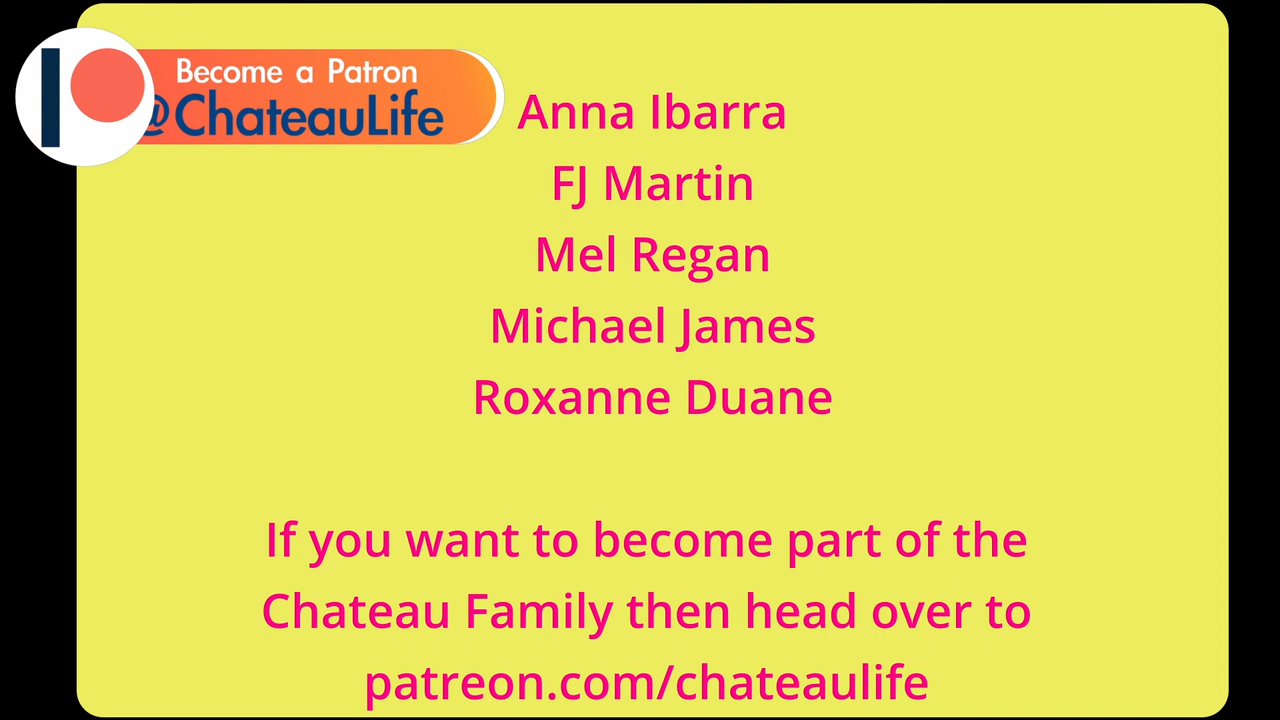 Become a Patron
@ChateauLife
Anna Ibarra
FJ Martin
Mel Regan
Michael James
Roxanne Duane
If you want to become part of the
Chateau Family then head over to
patreon.com/chateaulife